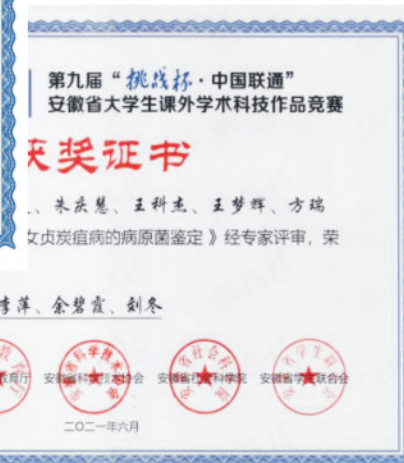 第九届“挑战杯·中国联通”
安徽省大学生课外学术科技作品竞赛
获奖证书
、朱庆慧、王科杰、王梦辉、方瑞
女贞炭疽病的病原菌鉴定 》经专家评审，荣
李萍、余碧霞、刘冬
教育厅 安徽省科学技术协会 安徽省社会科学院 安徽省学生联合会
二〇二一年六月